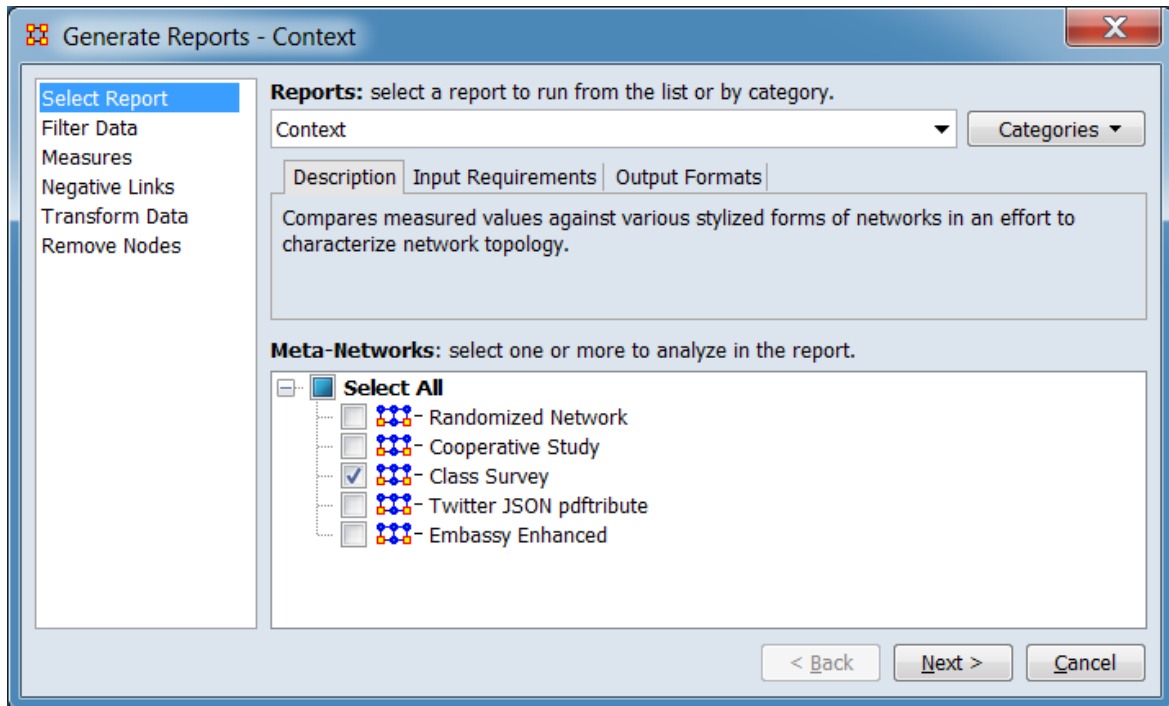 Generate Reports - Context
X
Select Report
Filter Data
Measures
Negative Links
Transform Data
Remove Nodes
Reports: select a report to run from the list or by category.
Context
Categories
Description
Input Requirements
Output Formats
Compares measured values against various stylized forms of networks in an effort to
characterize network topology.
Meta-Networks: select one or more to analyze in the report.
Select All
- Randomized Network
- Cooperative Study
- Class Survey
- Twitter JSON pdftribute
- Embassy Enhanced
< Back
Next >
Cancel